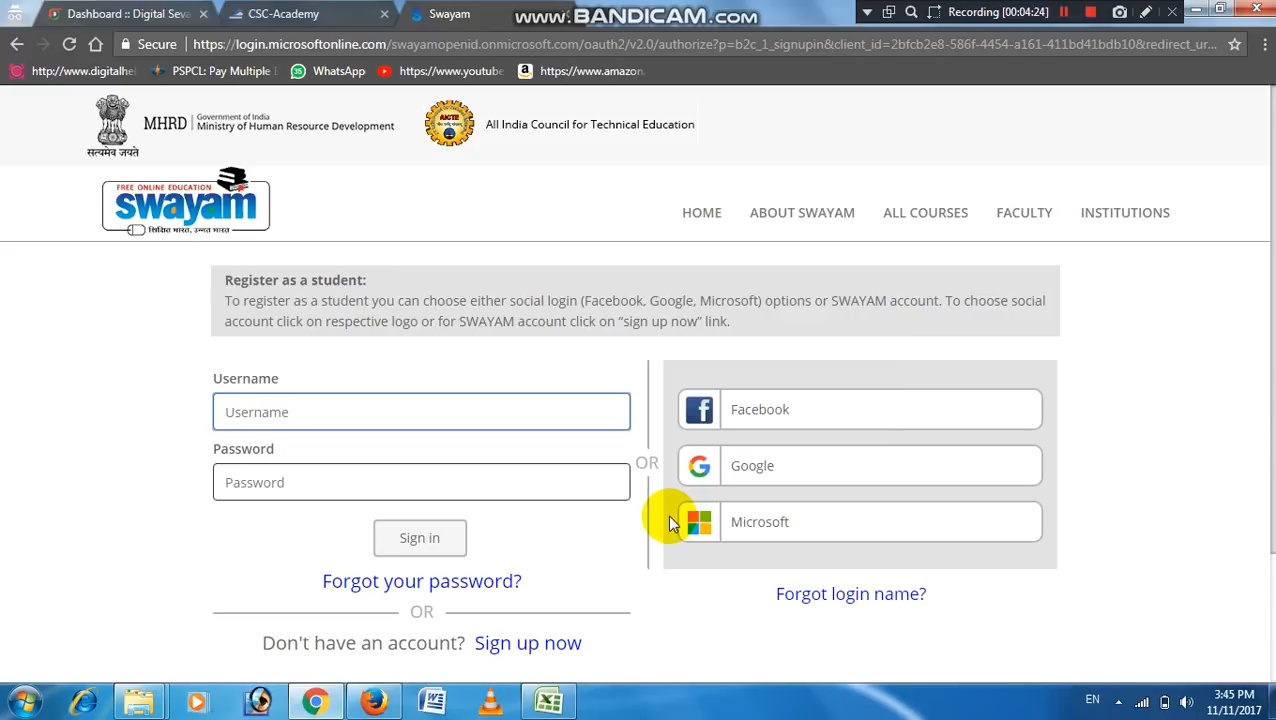 Dashboard :: Digital Seva
CSC-Academy
Swayam
www.BANDICAM.com
Recording [00:04:24]
Secure
https://login.microsoftonline.com/swayamopenid.onmicrosoft.com/oauth2/v2.0/authorize?p=b2c_1_signupin&client_id=2bfcb2e8-586f-4454-a161-411bd41bdb10&redirect_ur...
http://www.digitalhe
PSPCL: Pay Multiple
WhatsApp
https://www.youtube
https://www.amazon.
MHRD
Government of India
Ministry of Human Resource Development
सत्यमेव जयते
AICTE
All India Council for Technical Education
FREE ONLINE EDUCATION
swayam
शिक्षित भारत, उन्नत भारत
HOME
ABOUT SWAYAM
ALL COURSES
FACULTY
INSTITUTIONS
Register as a student:
To register as a student you can choose either social login (Facebook, Google, Microsoft) options or SWAYAM account. To choose social
account click on respective logo or for SWAYAM account click on “sign up now” link.
Username
Username
Password
Password
Sign in
Forgot your password?
OR
Don't have an account? Sign up now
OR
Facebook
Google
Microsoft
Forgot login name?
EN
3:45 PM
11/11/2017